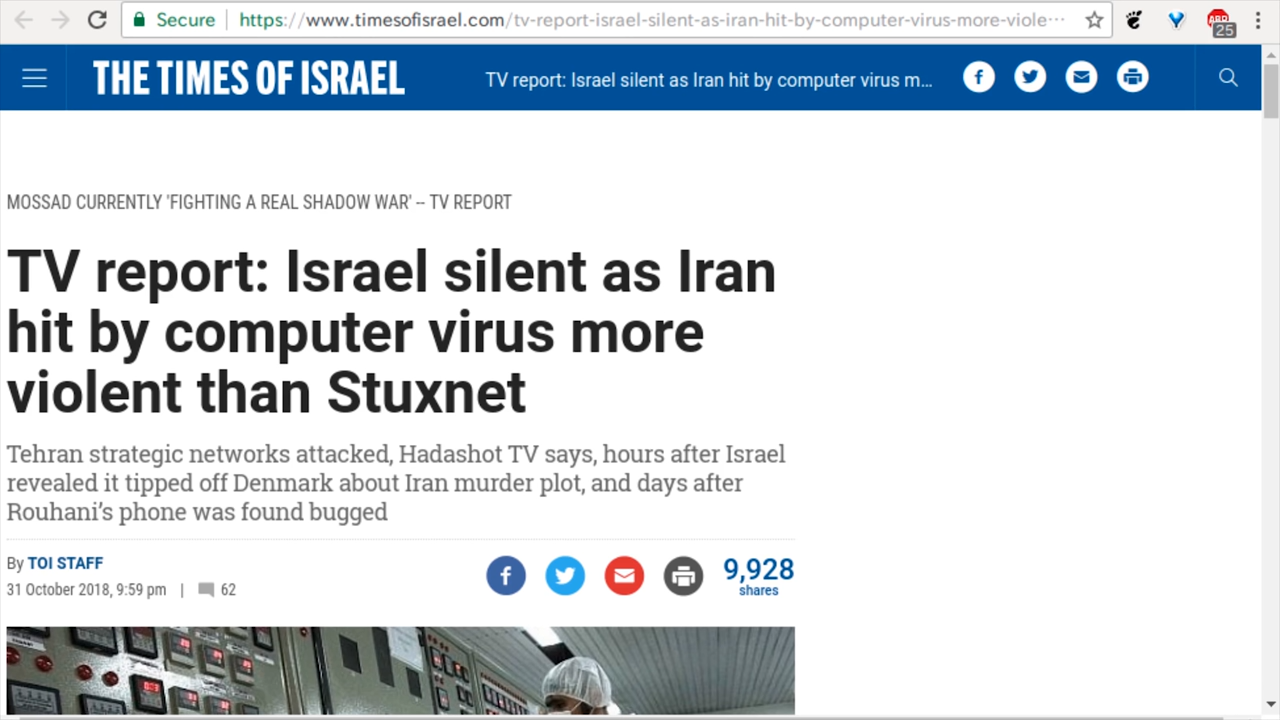 Secure https://www.timesofisrael.com/tv-report-israel-silent-as-iran-hit-by-computer-virus-more-viole···
ABP
25
THE TIMES OF ISRAEL
TV report: Israel silent as Iran hit by computer virus m...
MOSSAD CURRENTLY 'FIGHTING A REAL SHADOW WAR' -- TV REPORT
TV report: Israel silent as Iran
hit by computer virus more
violent than Stuxnet
Tehran strategic networks attacked, Hadashot TV says, hours after Israel
revealed it tipped off Denmark about Iran murder plot, and days after
Rouhani’s phone was found bugged
By TOI STAFF
31 October 2018, 9:59 pm | 62
9,928
shares